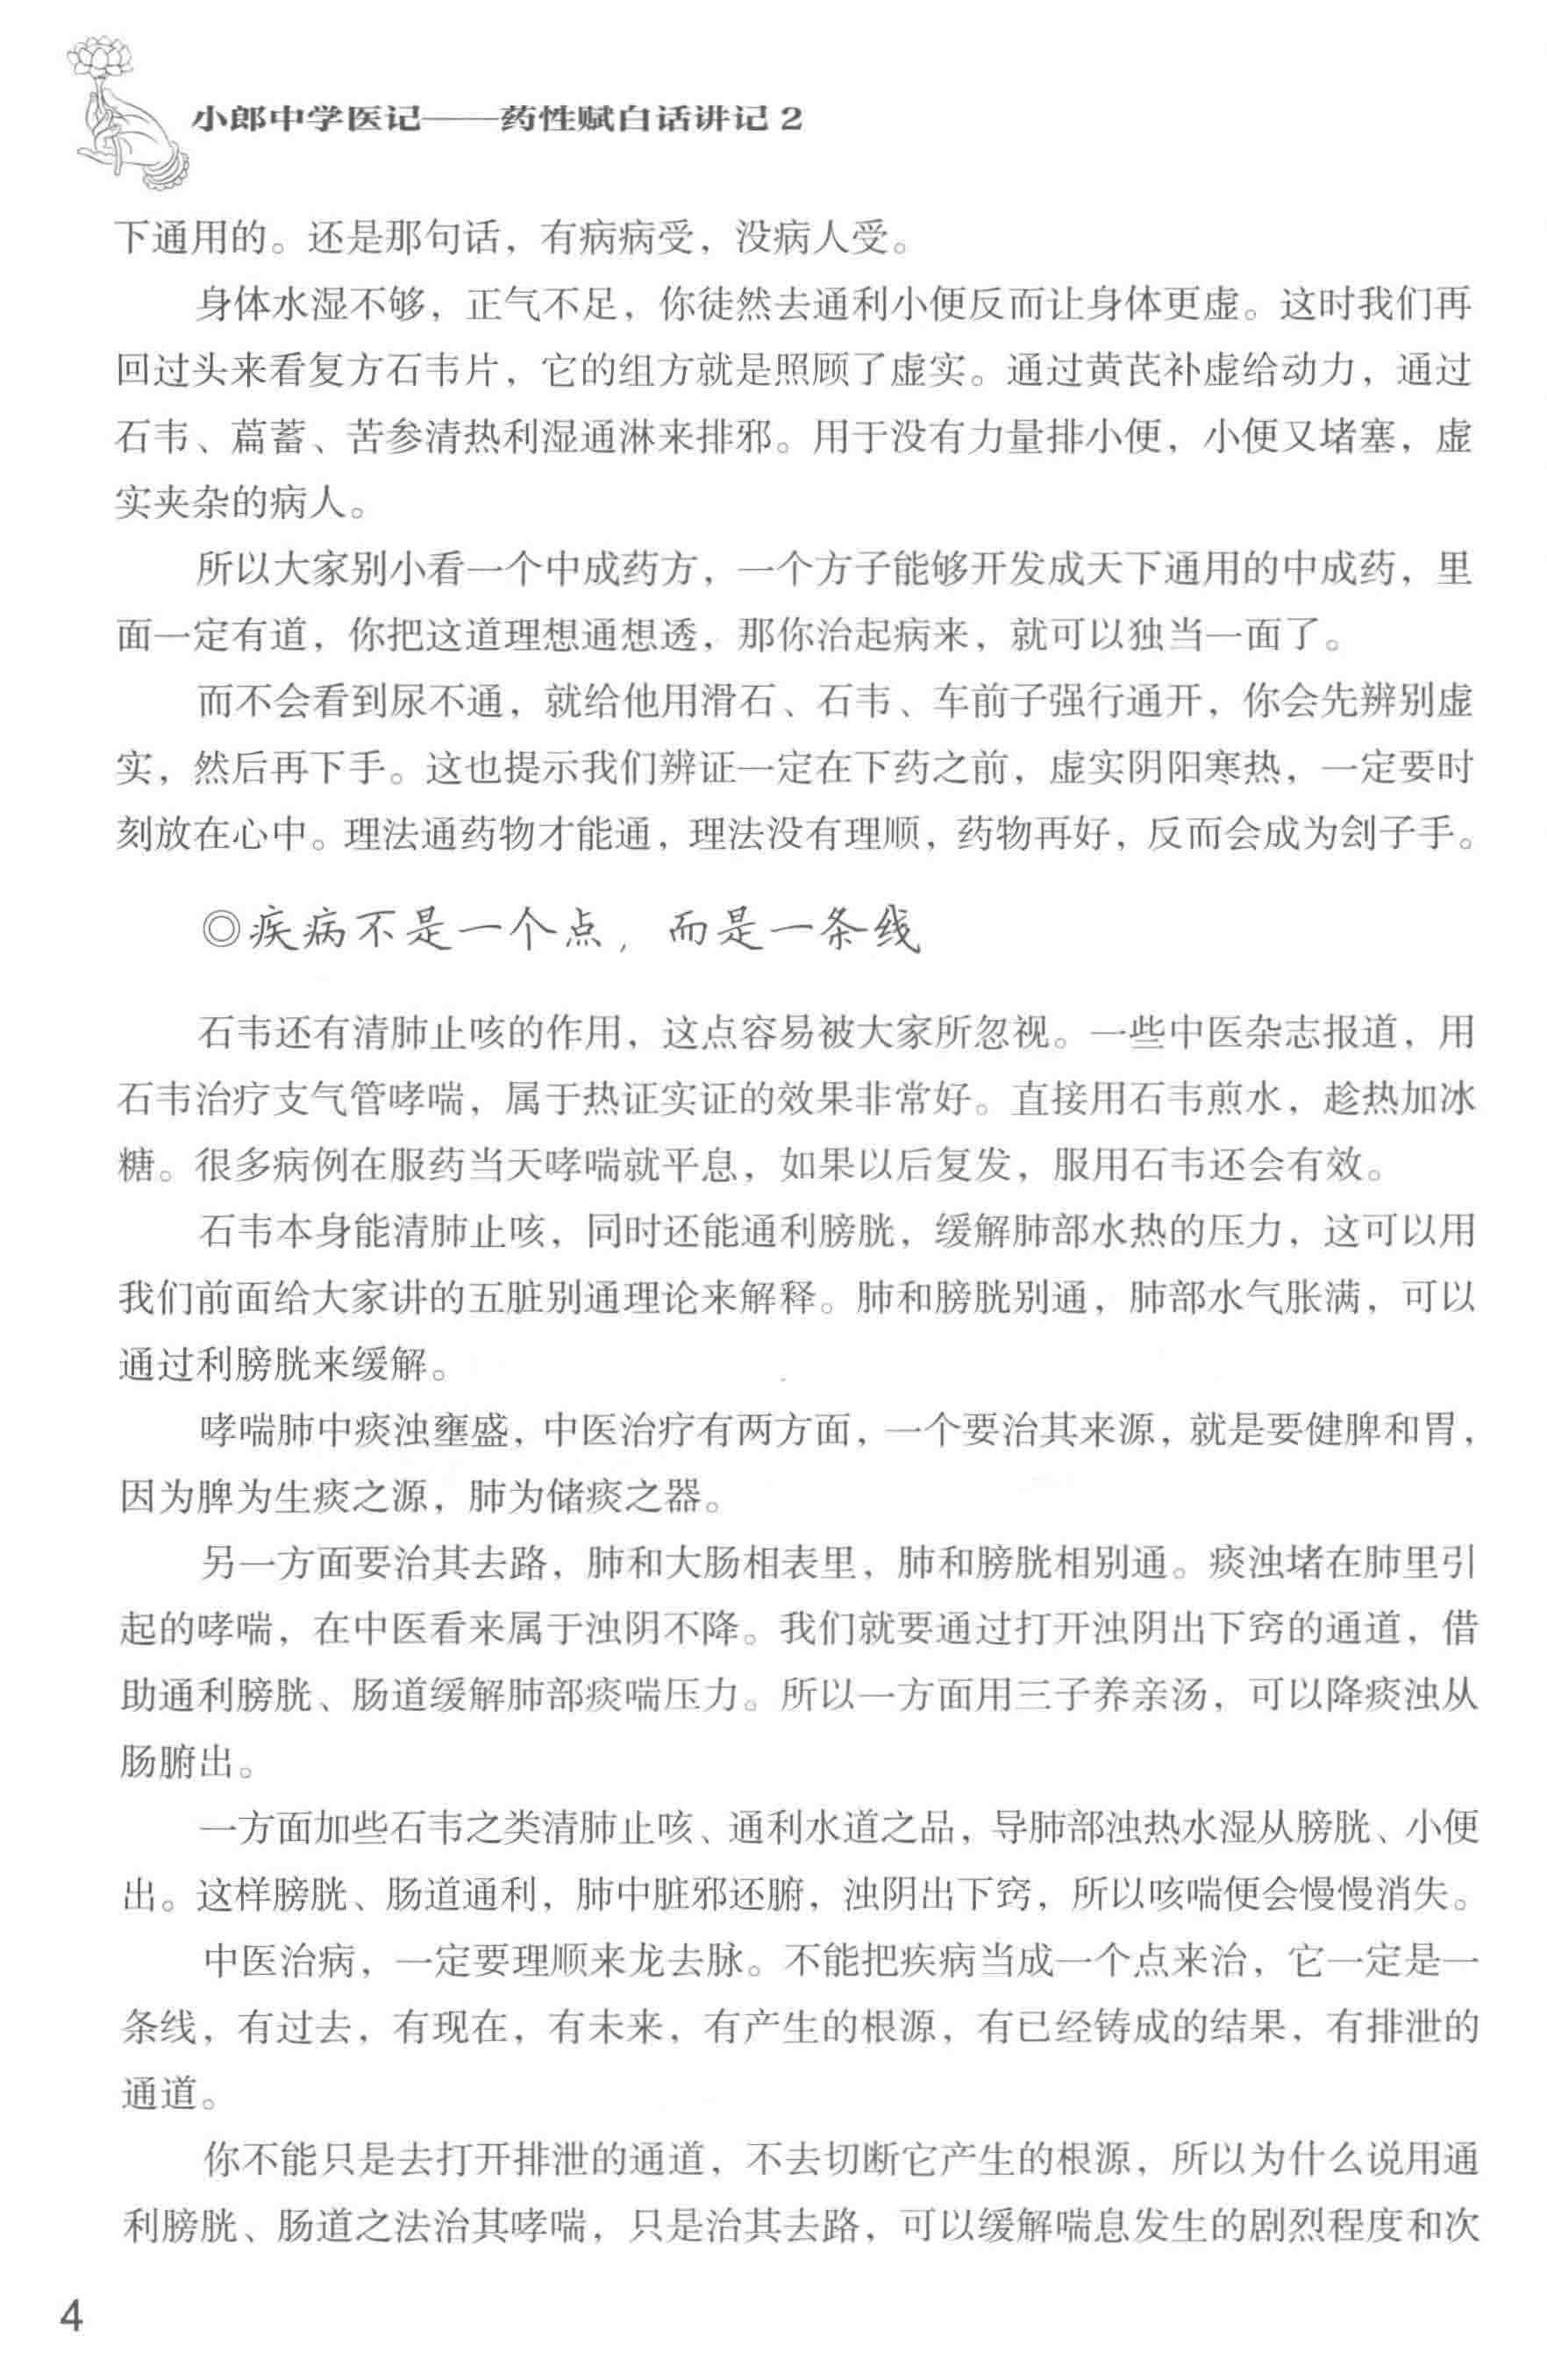 小郎中学医记——药性赋白话讲记2
下通用的。还是那句话，有病病受，没病人受。
身体水湿不够，正气不足，你徒然去通利小便反而让身体更虚。这时我们再
回过头来看复方石韦片，它的组方就是照顾了虚实。通过黄芪补虚给动力，通过
石韦、萹蓄、苦参清热利湿通淋来排邪。用于没有力量排小便，小便又堵塞，虚
实夹杂的病人。
所以大家别小看一个中成药方，一个方子能够开发成天下通用的中成药，里
面一定有道，你把这道理想通想透，那你治起病来，就可以独当一面了。
而不会看到尿不通，就给他用滑石、石韦、车前子强行通开，你会先辨别虚
实，然后再下手。这也提示我们辨证一定在下药之前，虚实阴阳寒热，一定要时
刻放在心中。理法通药物才能通，理法没有理顺，药物再好，反而会成为刽子手。
◎疾病不是一个点，而是一条线
石韦还有清肺止咳的作用，这点容易被大家所忽视。一些中医杂志报道，用
石韦治疗支气管哮喘，属于热证实证的效果非常好。直接用石韦煎水，趁热加冰
糖。很多病例在服药当天哮喘就平息，如果以后复发，服用石韦还会有效。
石韦本身能清肺止咳，同时还能通利膀胱，缓解肺部水热的压力，这可以用
我们前面给大家讲的五脏别通理论来解释。肺和膀胱别通，肺部水气胀满，可以
通过利膀胱来缓解。
哮喘肺中痰浊壅盛，中医治疗有两方面，一个要治其来源，就是要健脾和胃，
因为脾为生痰之源，肺为储痰之器。
另一方面要治其去路，肺和大肠相表里，肺和膀胱相别通。痰浊堵在肺里引
起的哮喘，在中医看来属于浊阴不降。我们就要通过打开浊阴出下窍的通道，借
助通利膀胱、肠道缓解肺部痰喘压力。所以一方面用三子养亲汤，可以降痰浊从
肠腑出。
一方面加些石韦之类清肺止咳、通利水道之品，导肺部浊热水湿从膀胱、小便
出。这样膀胱、肠道通利，肺中脏邪还腑，浊阴出下窍，所以咳喘便会慢慢消失。
中医治病，一定要理顺来龙去脉。不能把疾病当成一个点来治，它一定是一
条线，有过去，有现在，有未来，有产生的根源，有已经铸成的结果，有排泄的
通道。
你不能只是去打开排泄的通道，不去切断它产生的根源，所以为什么说用通
利膀胱、肠道之法治其哮喘，只是治其去路，可以缓解喘息发生的剧烈程度和次
4